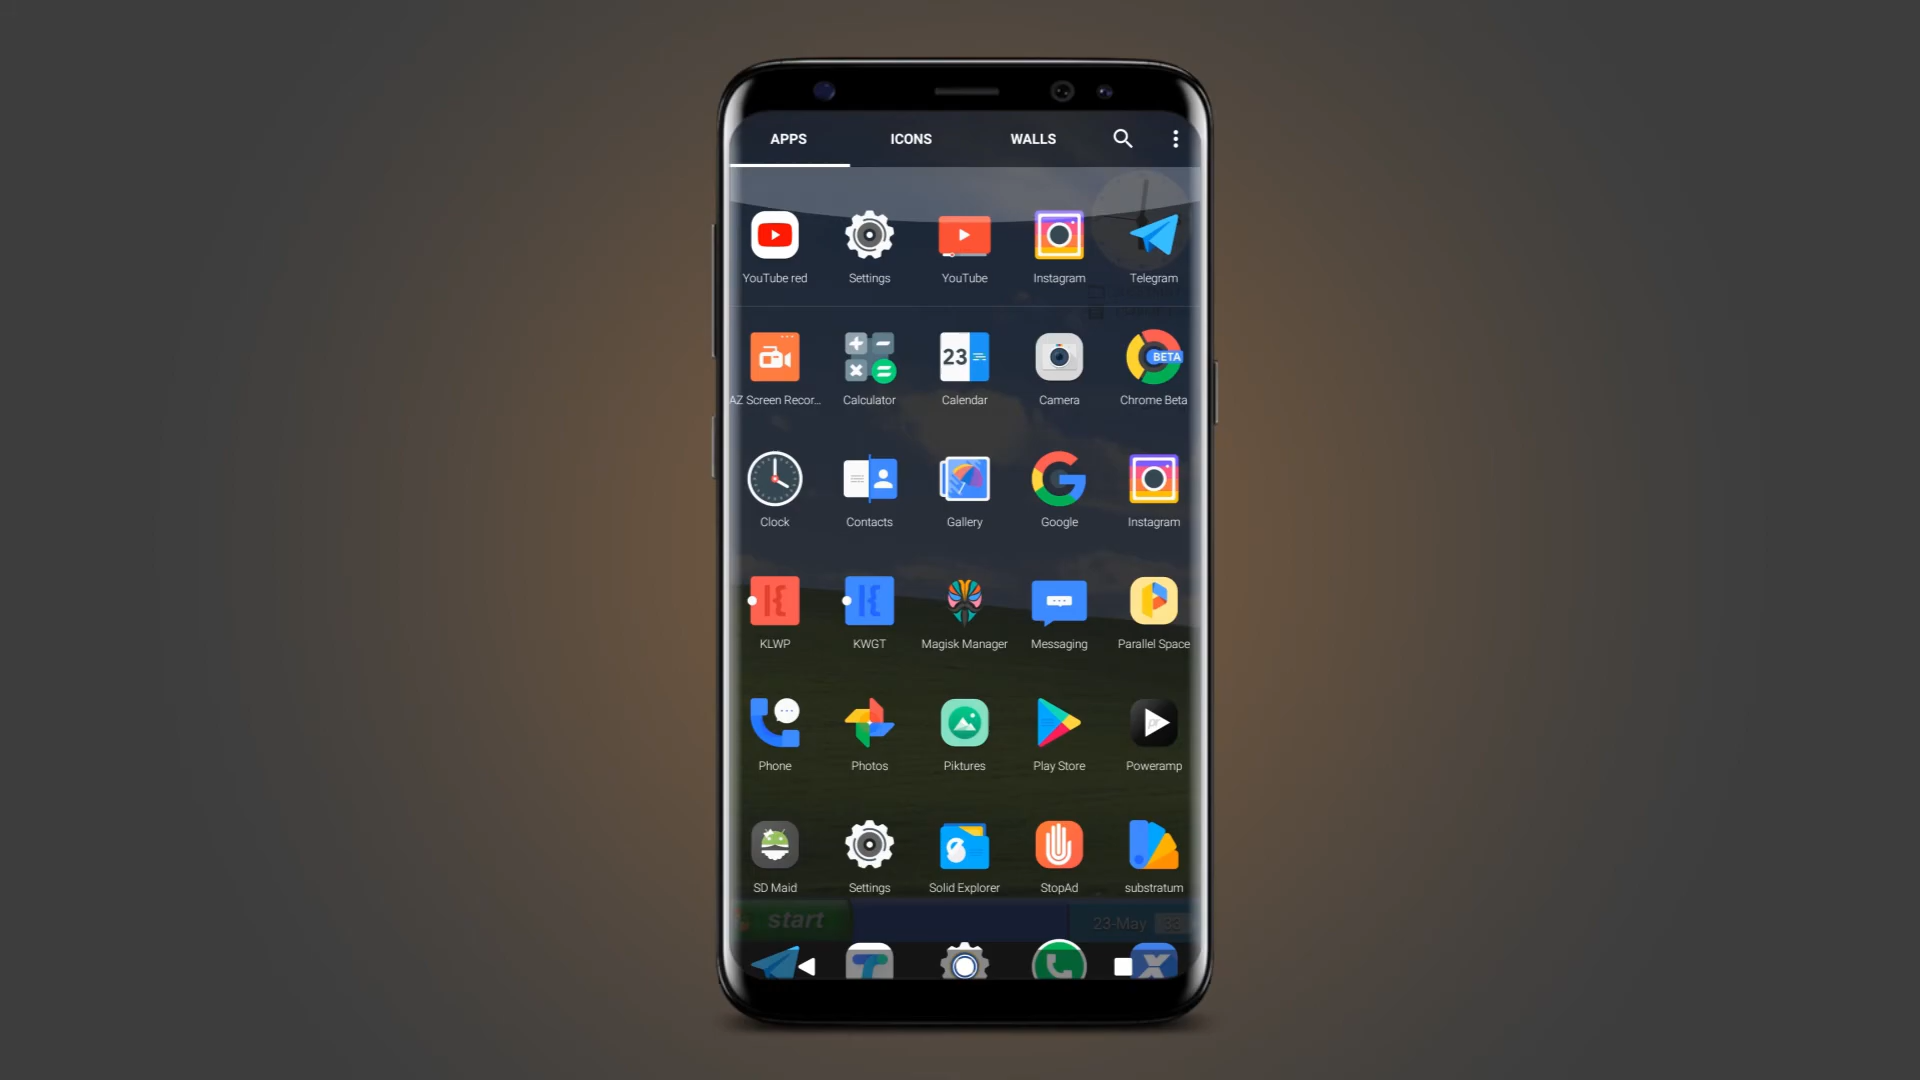 APPS ICONS WALLS
YouTube red Settings YouTube Instagram Telegram
23 BETA
AZ Screen Recor... Calculator Calendar Camera Chrome Beta
Clock Contacts Gallery Google Instagram
KLWP KWGT Magisk Manager Messaging Parallel Space
Phone Photos Piktures Play Store Poweramp
SD Maid Settings Solid Explorer StopAd substratum
start 23-May